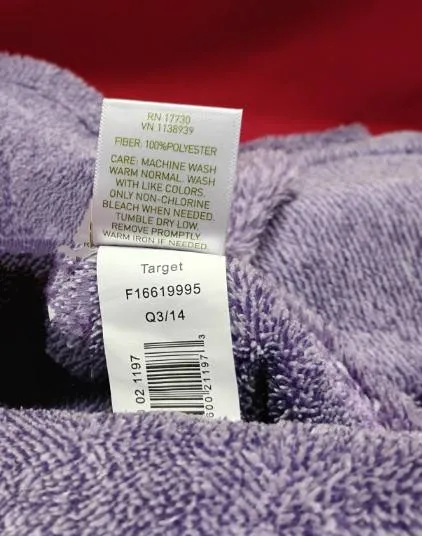 RN 17730
VN 1138939
FIBER: 100%POLYESTER
CARE: MACHINE WASH
WARM NORMAL. WASH
WITH LIKE COLORS.
ONLY NON-CHLORINE
BLEACH WHEN NEEDED.
TUMBLE DRY LOW.
REMOVE PROMPTLY.
WARM IRON IF NEEDED.
Target
F16619995
Q3/14
02 1197
600211973